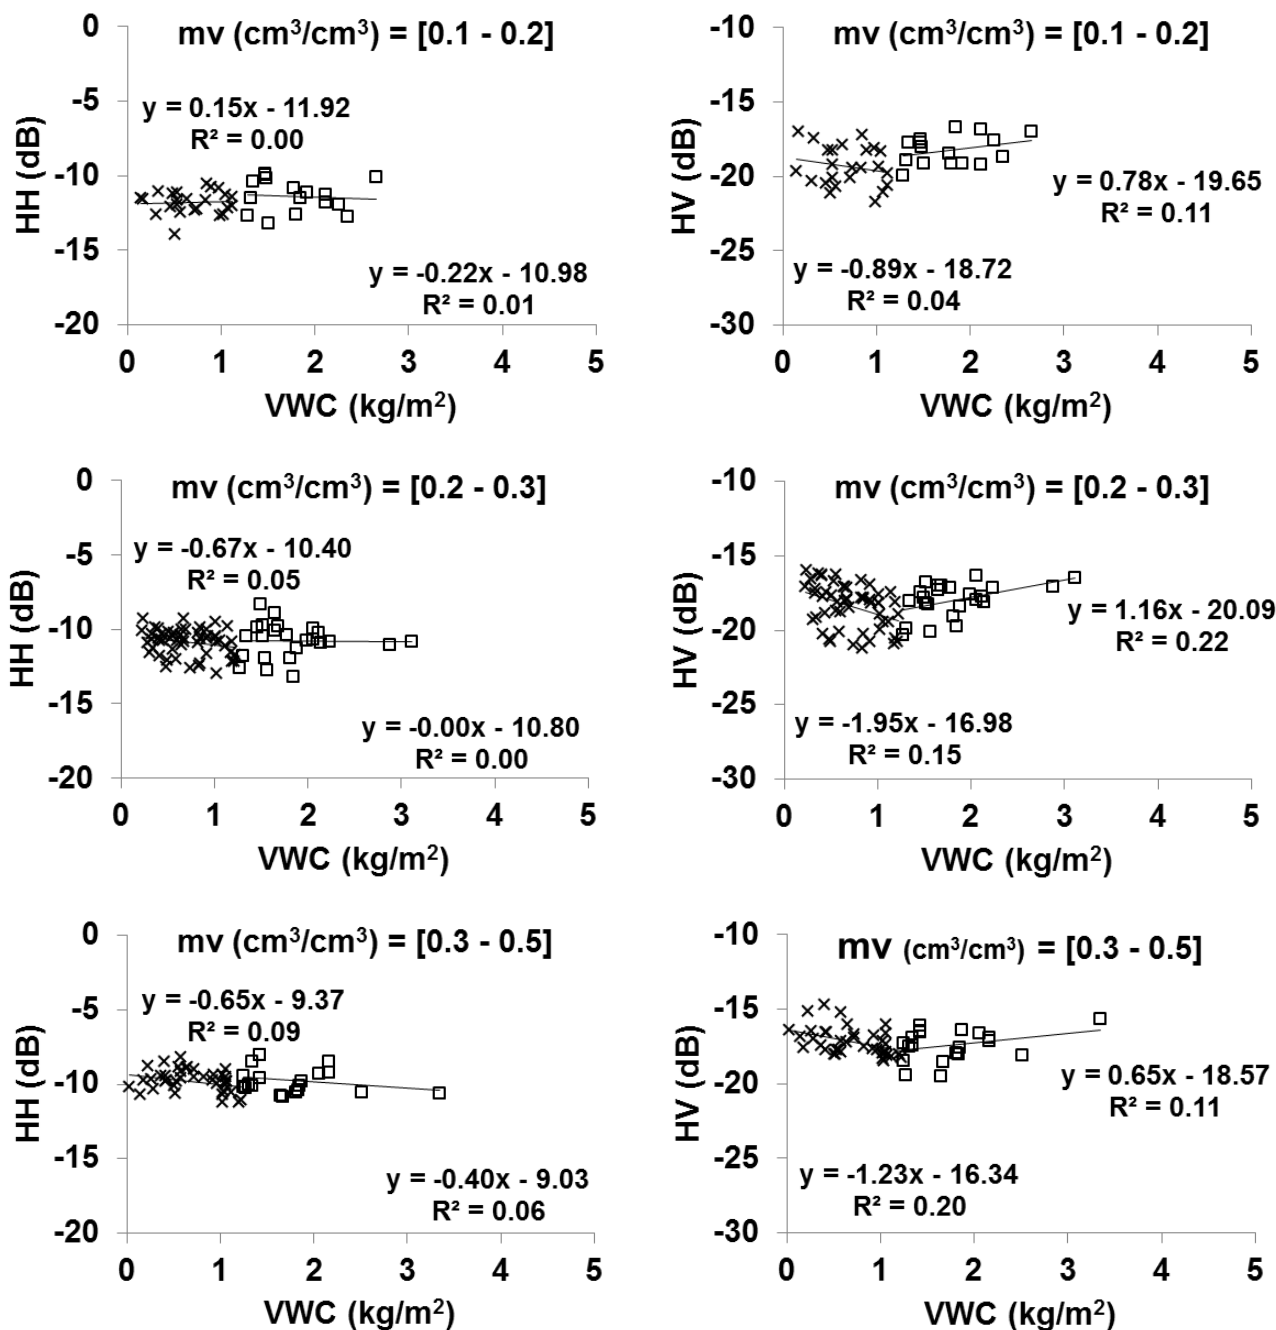 mv (cm³/cm³) = [0.1 - 0.2]
y = 0.15x - 11.92
R² = 0.00
y = -0.22x - 10.98
R² = 0.01
HH (dB)
0
-5
-10
-15
-20
0 1 2 3 4 5
VWC (kg/m²)
mv (cm³/cm³) = [0.1 - 0.2]
y = 0.78x - 19.65
R² = 0.11
y = -0.89x - 18.72
R² = 0.04
HV (dB)
-10
-15
-20
-25
-30
0 1 2 3 4 5
VWC (kg/m²)
mv (cm³/cm³) = [0.2 - 0.3]
y = -0.67x - 10.40
R² = 0.05
y = -0.00x - 10.80
R² = 0.00
HH (dB)
0
-5
-10
-15
-20
0 1 2 3 4 5
VWC (kg/m²)
mv (cm³/cm³) = [0.2 - 0.3]
y = 1.16x - 20.09
R² = 0.22
y = -1.95x - 16.98
R² = 0.15
HV (dB)
-10
-15
-20
-25
-30
0 1 2 3 4 5
VWC (kg/m²)
mv (cm³/cm³) = [0.3 - 0.5]
y = -0.65x - 9.37
R² = 0.09
y = -0.40x - 9.03
R² = 0.06
HH (dB)
0
-5
-10
-15
-20
0 1 2 3 4 5
VWC (kg/m²)
mv (cm³/cm³) = [0.3 - 0.5]
y = 0.65x - 18.57
R² = 0.11
y = -1.23x - 16.34
R² = 0.20
HV (dB)
-10
-15
-20
-25
-30
0 1 2 3 4 5
VWC (kg/m²)